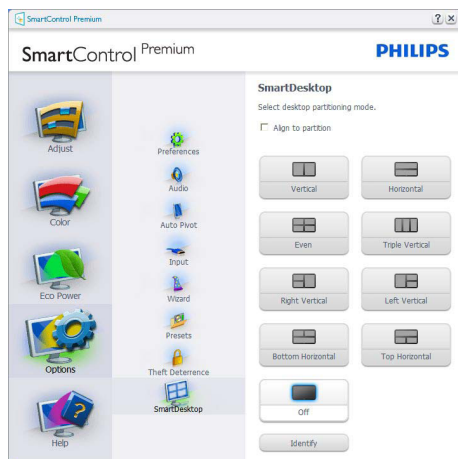 SmartControl Premium
SmartControl Premium
PHILIPS
Adjust
Color
Eco Power
Options
Help
Preferences
Audio
Auto Pivot
Input
Wizard
Presets
Theft Deterrence
SmartDesktop
SmartDesktop
Select desktop partitioning mode.
Align to partition
Vertical
Horizontal
Even
Triple Vertical
Right Vertical
Left Vertical
Bottom Horizontal
Top Horizontal
Off
Identify